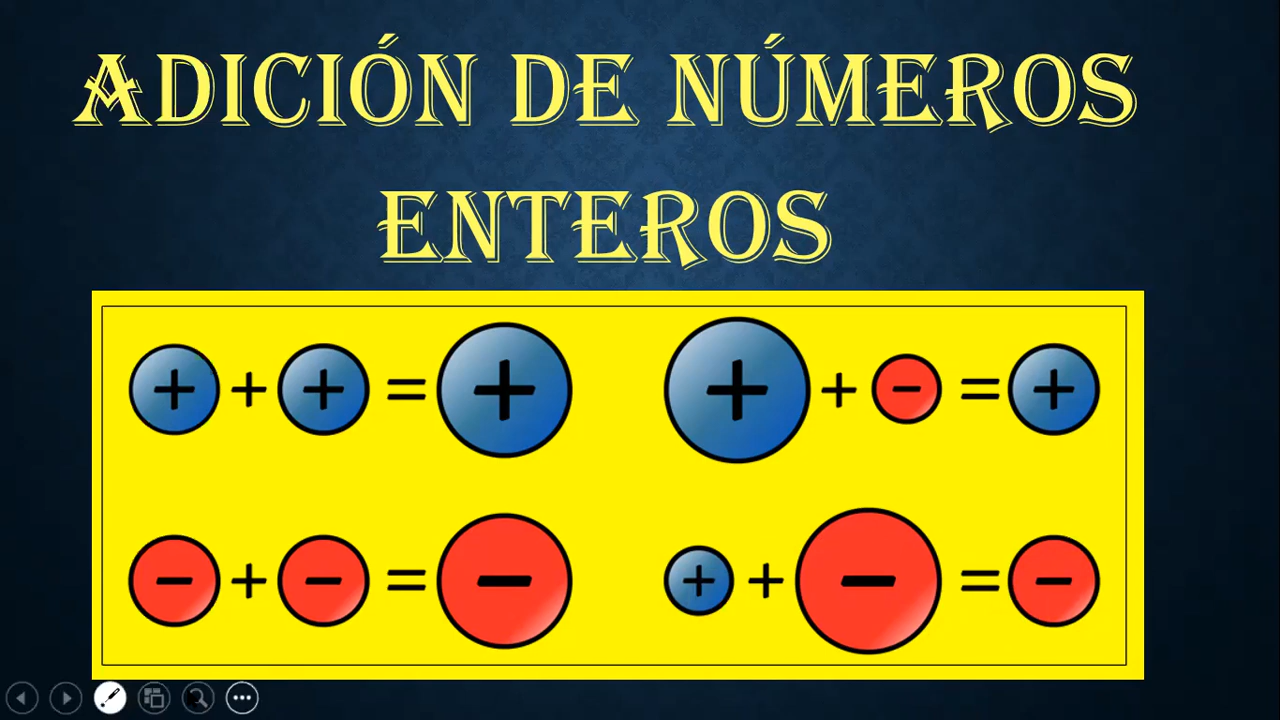 ADICIÓN DE NÚMEROS
ENTEROS
+ + + = + + + - = +
- + - = - + + - = -